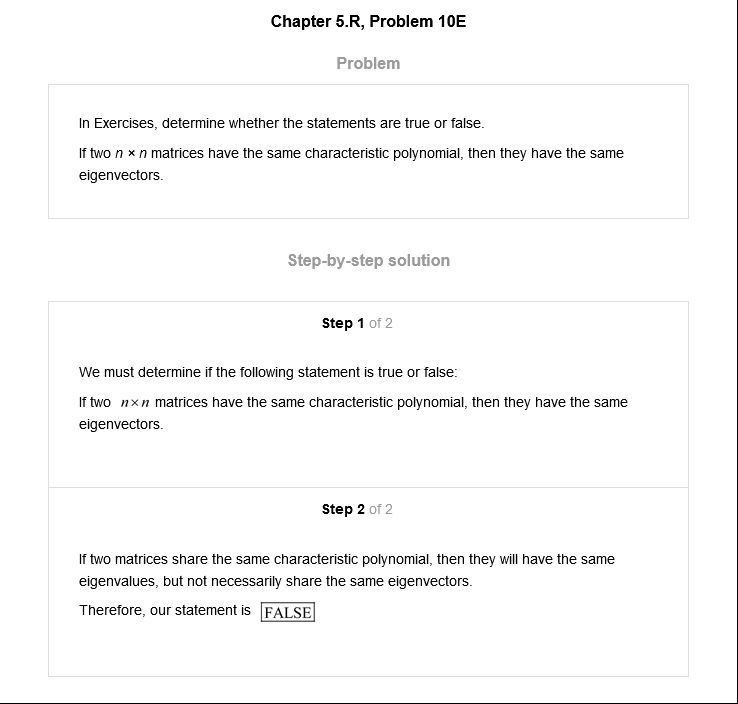 Chapter 5.R, Problem 10E
Problem
In Exercises, determine whether the statements are true or false.
If two n × n matrices have the same characteristic polynomial, then they have the same
eigenvectors.
Step-by-step solution
Step 1 of 2
We must determine if the following statement is true or false:
If two n×n matrices have the same characteristic polynomial, then they have the same
eigenvectors.
Step 2 of 2
If two matrices share the same characteristic polynomial, then they will have the same
eigenvalues, but not necessarily share the same eigenvectors.
Therefore, our statement is FALSE